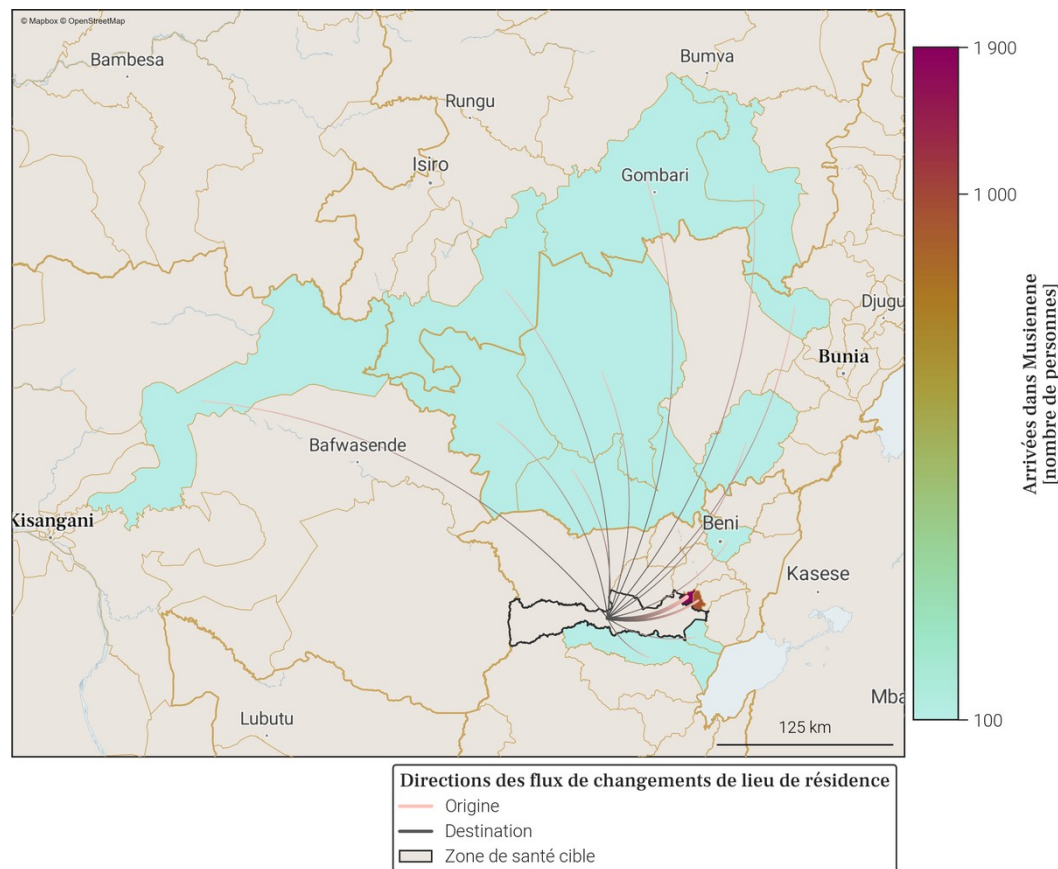 © Mapbox © OpenStreetMap
Bambesa
Bumva
Rungu
Isiro
Gombari
Djugu
Bunia
Bafwasende
Kisangani
Beni
Kasese
Lubutu
Mba
125 km
1 900
1 000
100
Arrivées dans Musienene
[nombre de personnes]
Directions des flux de changements de lieu de résidence
Origine
Destination
Zone de santé cible